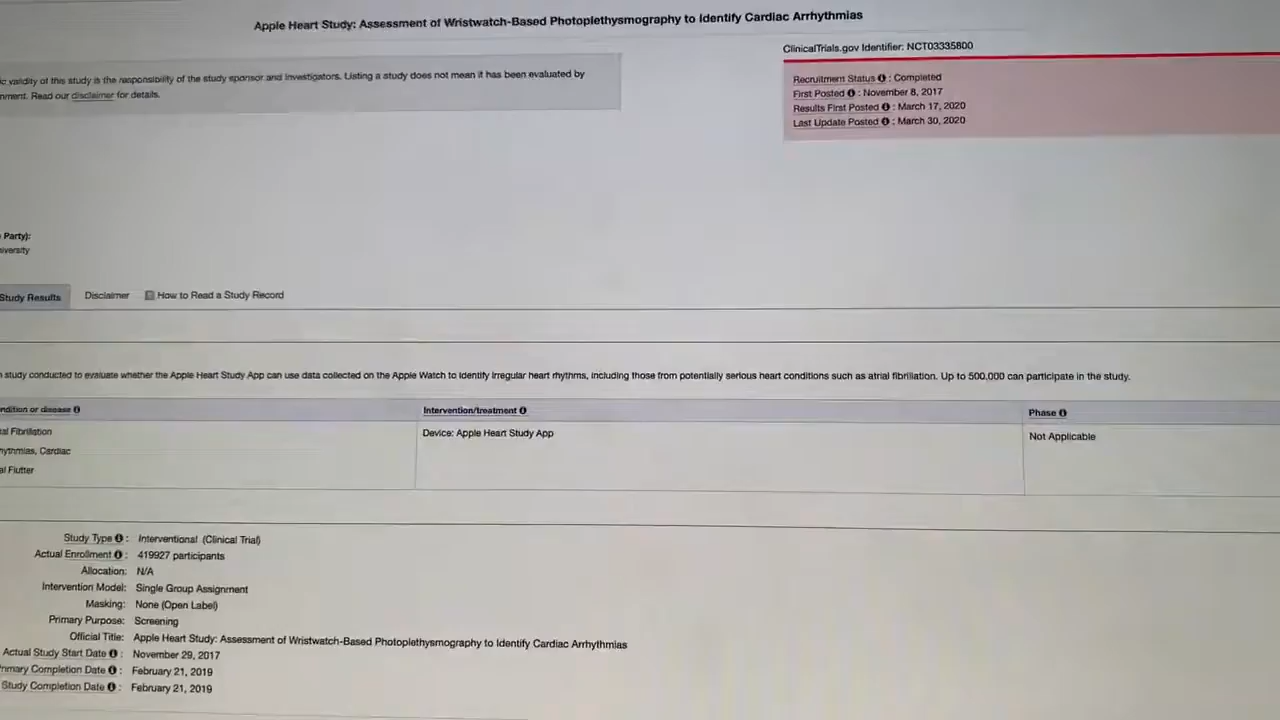 Apple Heart Study: Assessment of Wristwatch-Based Photoplethysmography to Identify Cardiac Arrhythmias
ClinicalTrials.gov Identifier: NCT03335800
validity of this study is the responsibility of the study sponsor and investigators. Listing a study does not mean it has been evaluated by
Read our disclaimer for details.
Recruitment Status : Completed
First Posted : November 8, 2017
Results First Posted : March 17, 2020
Last Update Posted : March 30, 2020
Party):
Study Results
Disclaimer
How to Read a Study Record
study conducted to evaluate whether the Apple Heart Study App can use data collected on the Apple Watch to identify irregular heart rhythms, including those from potentially serious heart conditions such as atrial fibrillation. Up to 500,000 can participate in the study.
or disease
Intervention/treatment
Phase
Fibrillation
Device: Apple Heart Study App
Not Applicable
Cardiac
Flutter
Study Type : Interventional (Clinical Trial)
Actual Enrollment : 419927 participants
Allocation: N/A
Intervention Model: Single Group Assignment
Masking: None (Open Label)
Primary Purpose: Screening
Official Title: Apple Heart Study: Assessment of Wristwatch-Based Photoplethysmography to Identify Cardiac Arrhythmias
Actual Study Start Date : November 29, 2017
Completion Date : February 21, 2019
Study Completion Date : February 21, 2019